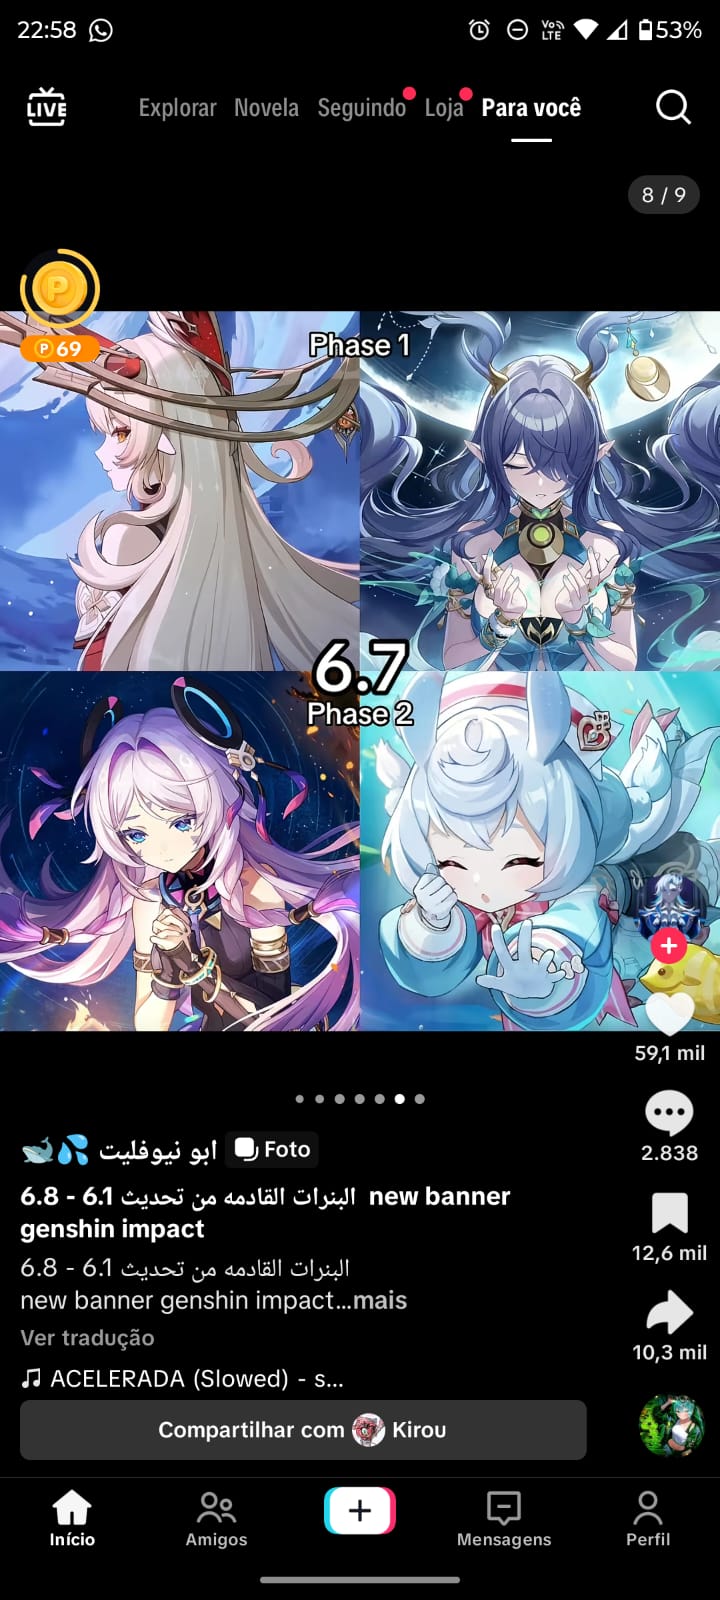 22:58
Vo))
LTE
53%
LIVE
Explorar Novela Seguindo Loja Para você
8 / 9
P
P 69
Phase 1
6.7
Phase 2
59,1 mil
2.838
12,6 mil
10,3 mil
ابو نيوفليت 🐳💦 Foto
البنرات القادمه من تحديث 6.1 - 6.8 new banner
genshin impact
البنرات القادمه من تحديث 6.1 - 6.8
new banner genshin impact...mais
Ver tradução
ACELERADA (Slowed) - s...
Compartilhar com Kirou
Início
Amigos
Mensagens
Perfil